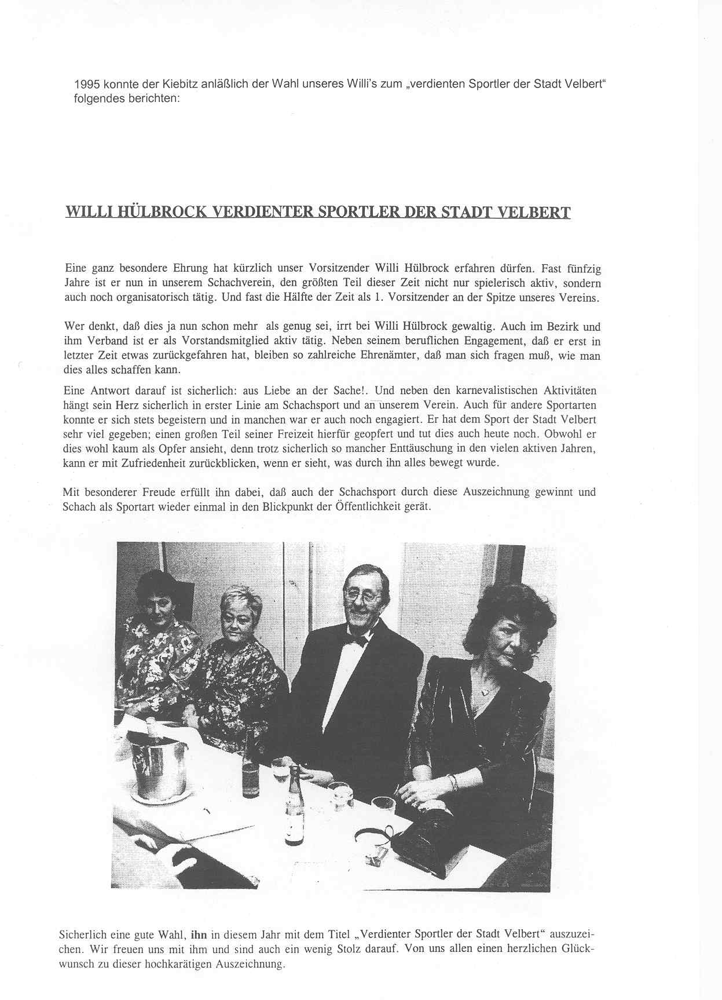 1995 konnte der Kiebitz anläßlich der Wahl unseres Willi's zum „verdienten Sportler der Stadt Velbert“
folgendes berichten:
WILLI HÜLBROCK VERDIENTER SPORTLER DER STADT VELBERT
Eine ganz besondere Ehrung hat kürzlich unser Vorsitzender Willi Hülbrock erfahren dürfen. Fast fünfzig
Jahre ist er nun in unserem Schachverein, den größten Teil dieser Zeit nicht nur spielerisch aktiv, sondern
auch noch organisatorisch tätig. Und fast die Hälfte der Zeit als 1. Vorsitzender an der Spitze unseres Vereins.
Wer denkt, daß dies ja nun schon mehr als genug sei, irrt bei Willi Hülbrock gewaltig. Auch im Bezirk und
ihm Verband ist er als Vorstandsmitglied aktiv tätig. Neben seinem beruflichen Engagement, daß er erst in
letzter Zeit etwas zurückgefahren hat, bleiben so zahlreiche Ehrenämter, daß man sich fragen muß, wie man
dies alles schaffen kann.
Eine Antwort darauf ist sicherlich: aus Liebe an der Sache!. Und neben den karnevalistischen Aktivitäten
hängt sein Herz sicherlich in erster Linie am Schachsport und an unserem Verein. Auch für andere Sportarten
konnte er sich stets begeistern und in manchen war er auch noch engagiert. Er hat dem Sport der Stadt Velbert
sehr viel gegeben; einen großen Teil seiner Freizeit hierfür geopfert und tut dies auch heute noch. Obwohl er
dies wohl kaum als Opfer ansieht, denn trotz sicherlich so mancher Enttäuschung in den vielen aktiven Jahren,
kann er mit Zufriedenheit zurückblicken, wenn er sieht, was durch ihn alles bewegt wurde.
Mit besonderer Freude erfüllt ihn dabei, daß auch der Schachsport durch diese Auszeichnung gewinnt und
Schach als Sportart wieder einmal in den Blickpunkt der Öffentlichkeit gerät.
Sicherlich eine gute Wahl, ihn in diesem Jahr mit dem Titel „Verdienter Sportler der Stadt Velbert“ auszuzei-
chen. Wir freuen uns mit ihm und sind auch ein wenig Stolz darauf. Von uns allen einen herzlichen Glück-
wunsch zu dieser hochkarätigen Auszeichnung.